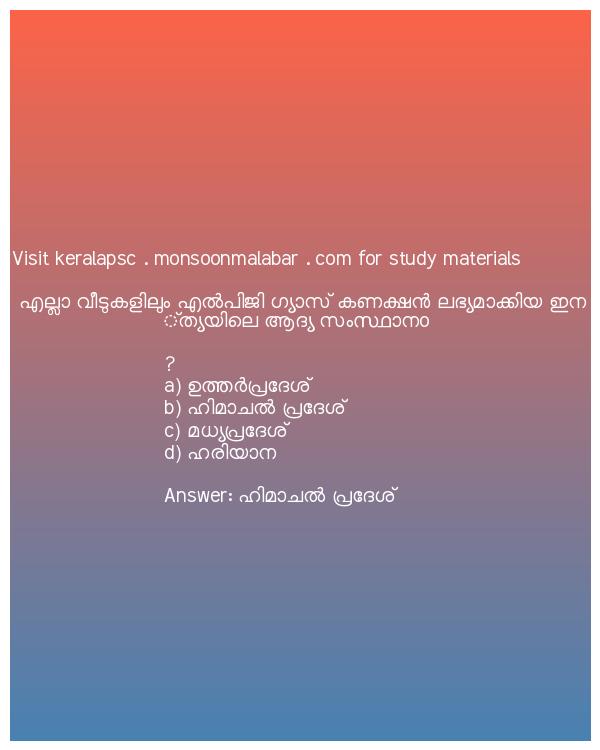 Visit keralapsc . monsoonmalabar . com for study materials
എല്ലാ വീടുകളിലും എൽപിജി ഗ്യാസ് കണക്ഷൻ ലഭ്യമാക്കിയ ഇന
്ത്യയിലെ ആദ്യ സംസ്ഥാനം
?
a) ഉത്തർപ്രദേശ്
b) ഹിമാചൽ പ്രദേശ്
c) മധ്യപ്രദേശ്
d) ഹരിയാന
Answer: ഹിമാചൽ പ്രദേശ്